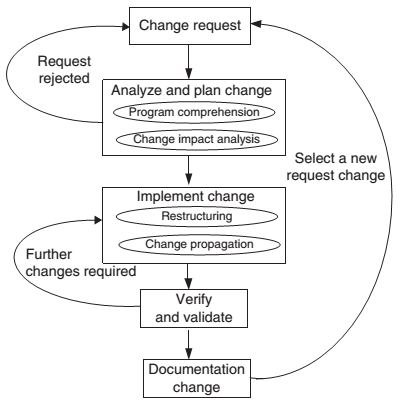 Change request
Request
rejected
Analyze and plan change
Program comprehension
Change impact analysis
Select a new
request change
Implement change
Restructuring
Change propagation
Further
changes required
Verify
and validate
Documentation
change